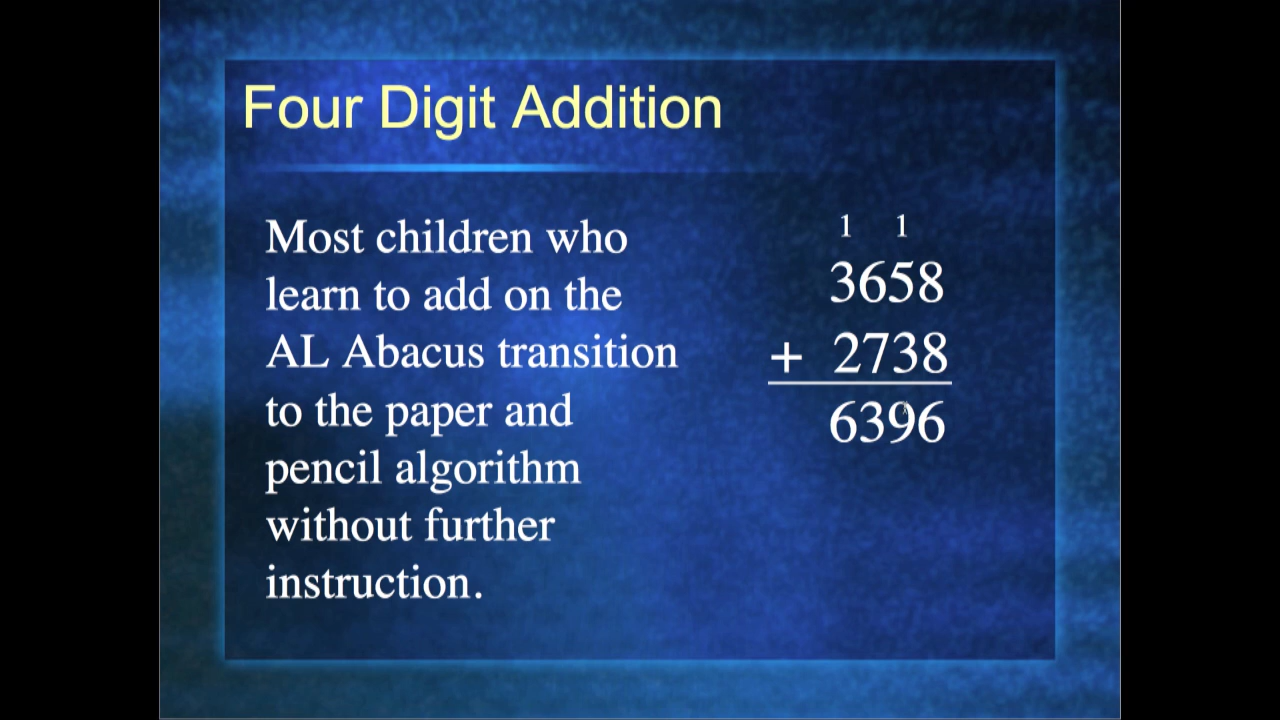 Four Digit Addition
Most children who
learn to add on the
AL Abacus transition
to the paper and
pencil algorithm
without further
instruction.
1 1
3658
+ 2738
6396